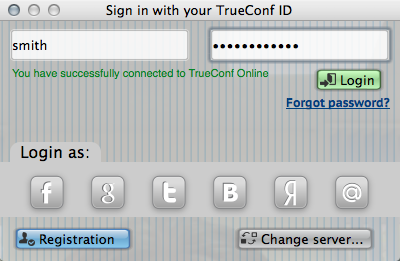 Sign in with your TrueConf ID
smith
••••••••••••
You have successfully connected to TrueConf Online
Login
Forgot password?
Login as:
f g t B Я @
Registration
Change server...